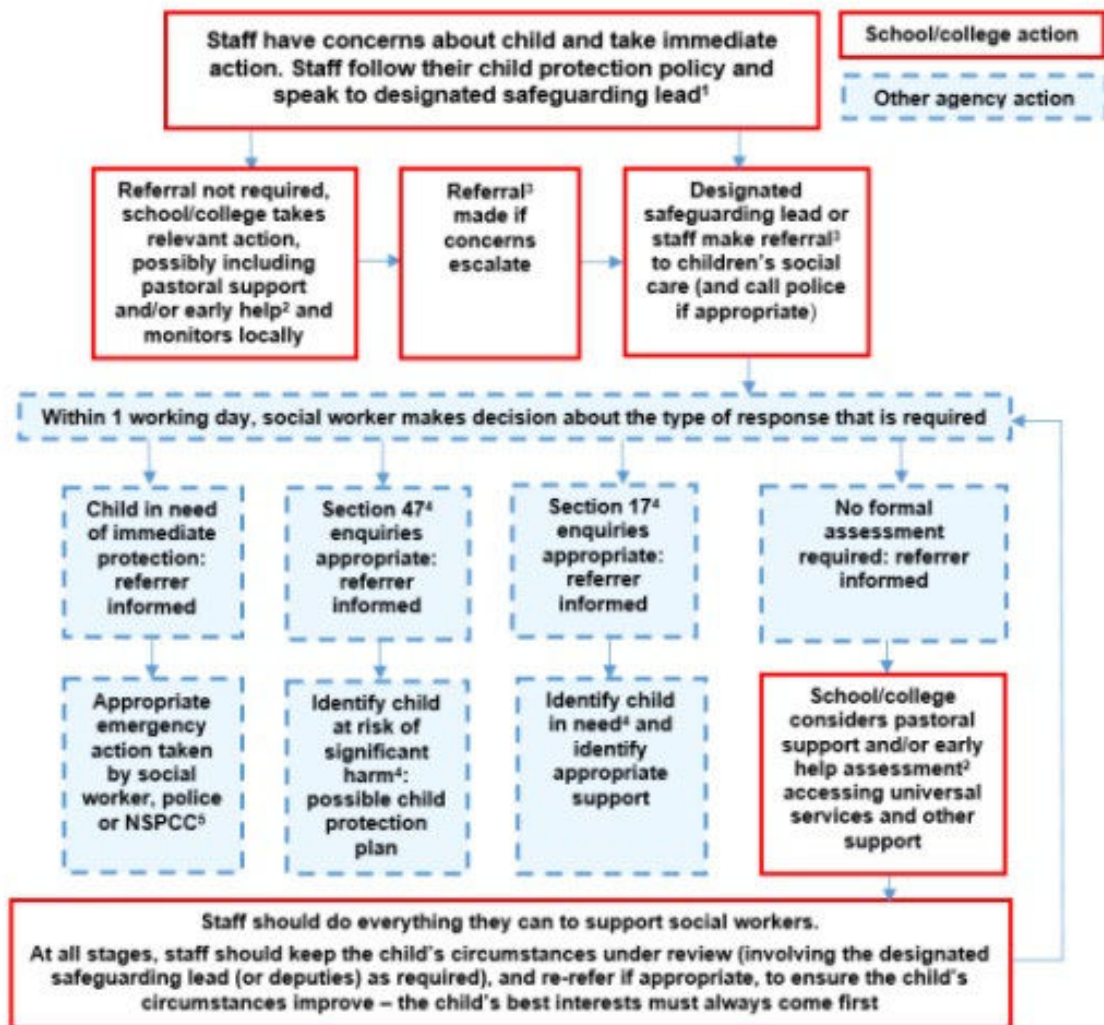 Staff have concerns about child and take immediate
action. Staff follow their child protection policy and
speak to designated safeguarding lead¹
School/college action
Other agency action
Referral not required,
school/college takes
relevant action,
possibly including
pastoral support
and/or early help² and
monitors locally
Referral³
made if
concerns
escalate
Designated
safeguarding lead or
staff make referral³
to children's social
care (and call police
if appropriate)
Within 1 working day, social worker makes decision about the type of response that is required
Child in need
of immediate
protection:
referrer
informed
Section 47⁴
enquiries
appropriate:
referrer
informed
Section 17⁴
enquiries
appropriate:
referrer
informed
No formal
assessment
required: referrer
informed
Appropriate
emergency
action taken
by social
worker, police
or NSPCC⁵
Identify child
at risk of
significant
harm⁴:
possible child
protection
plan
Identify child
in need⁴ and
identify
appropriate
support
School/college
considers pastoral
support and/or early
help assessment²
accessing universal
services and other
support
Staff should do everything they can to support social workers.
At all stages, staff should keep the child's circumstances under review (involving the designated
safeguarding lead (or deputies) as required), and re-refer if appropriate, to ensure the child's
circumstances improve – the child's best interests must always come first